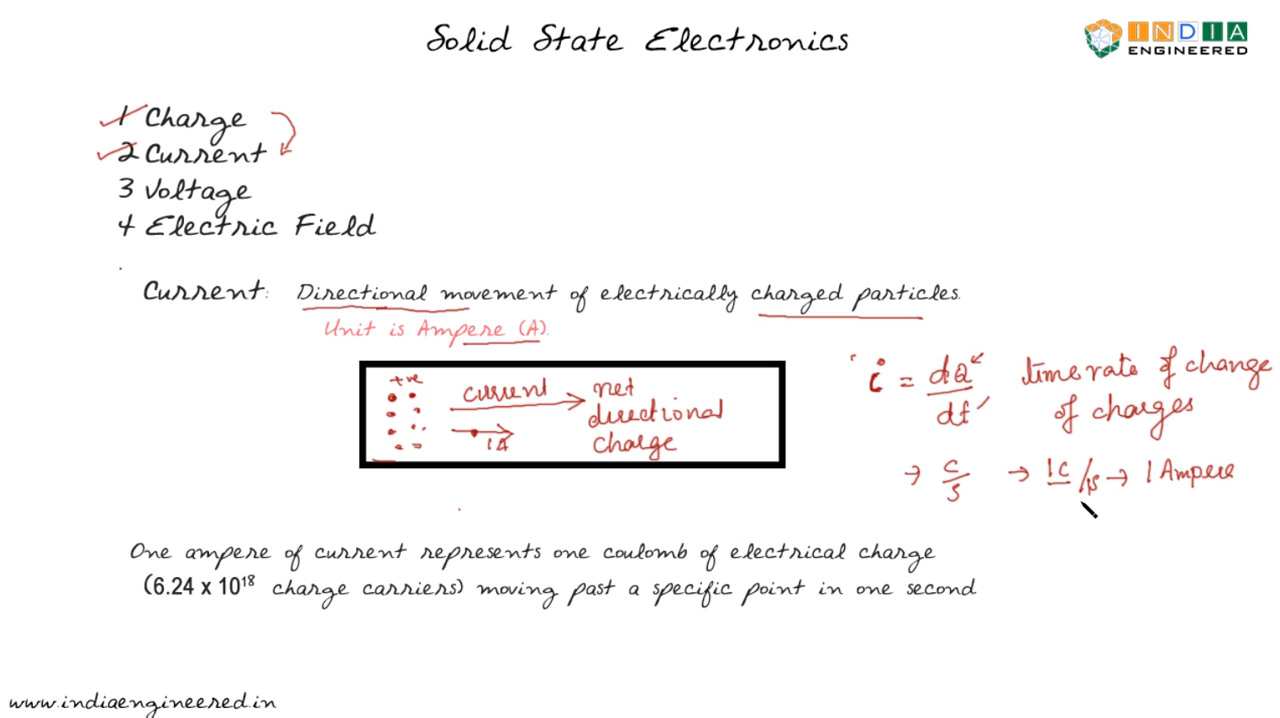 Solid State Electronics
INDIA
ENGINEERED
1 Charge
2 Current
3 Voltage
4 Electric Field
Current: Directional movement of electrically charged particles.
Unit is Ampere (A).
+ve
current → net
directional
1A
charge
i = dQ/dt time rate of change
of charges
→ C/S → 1C/1S → 1 Ampere
One ampere of current represents one coulomb of electrical charge
(6.24 x 10¹⁸ charge carriers) moving past a specific point in one second
www.indiaengineered.in